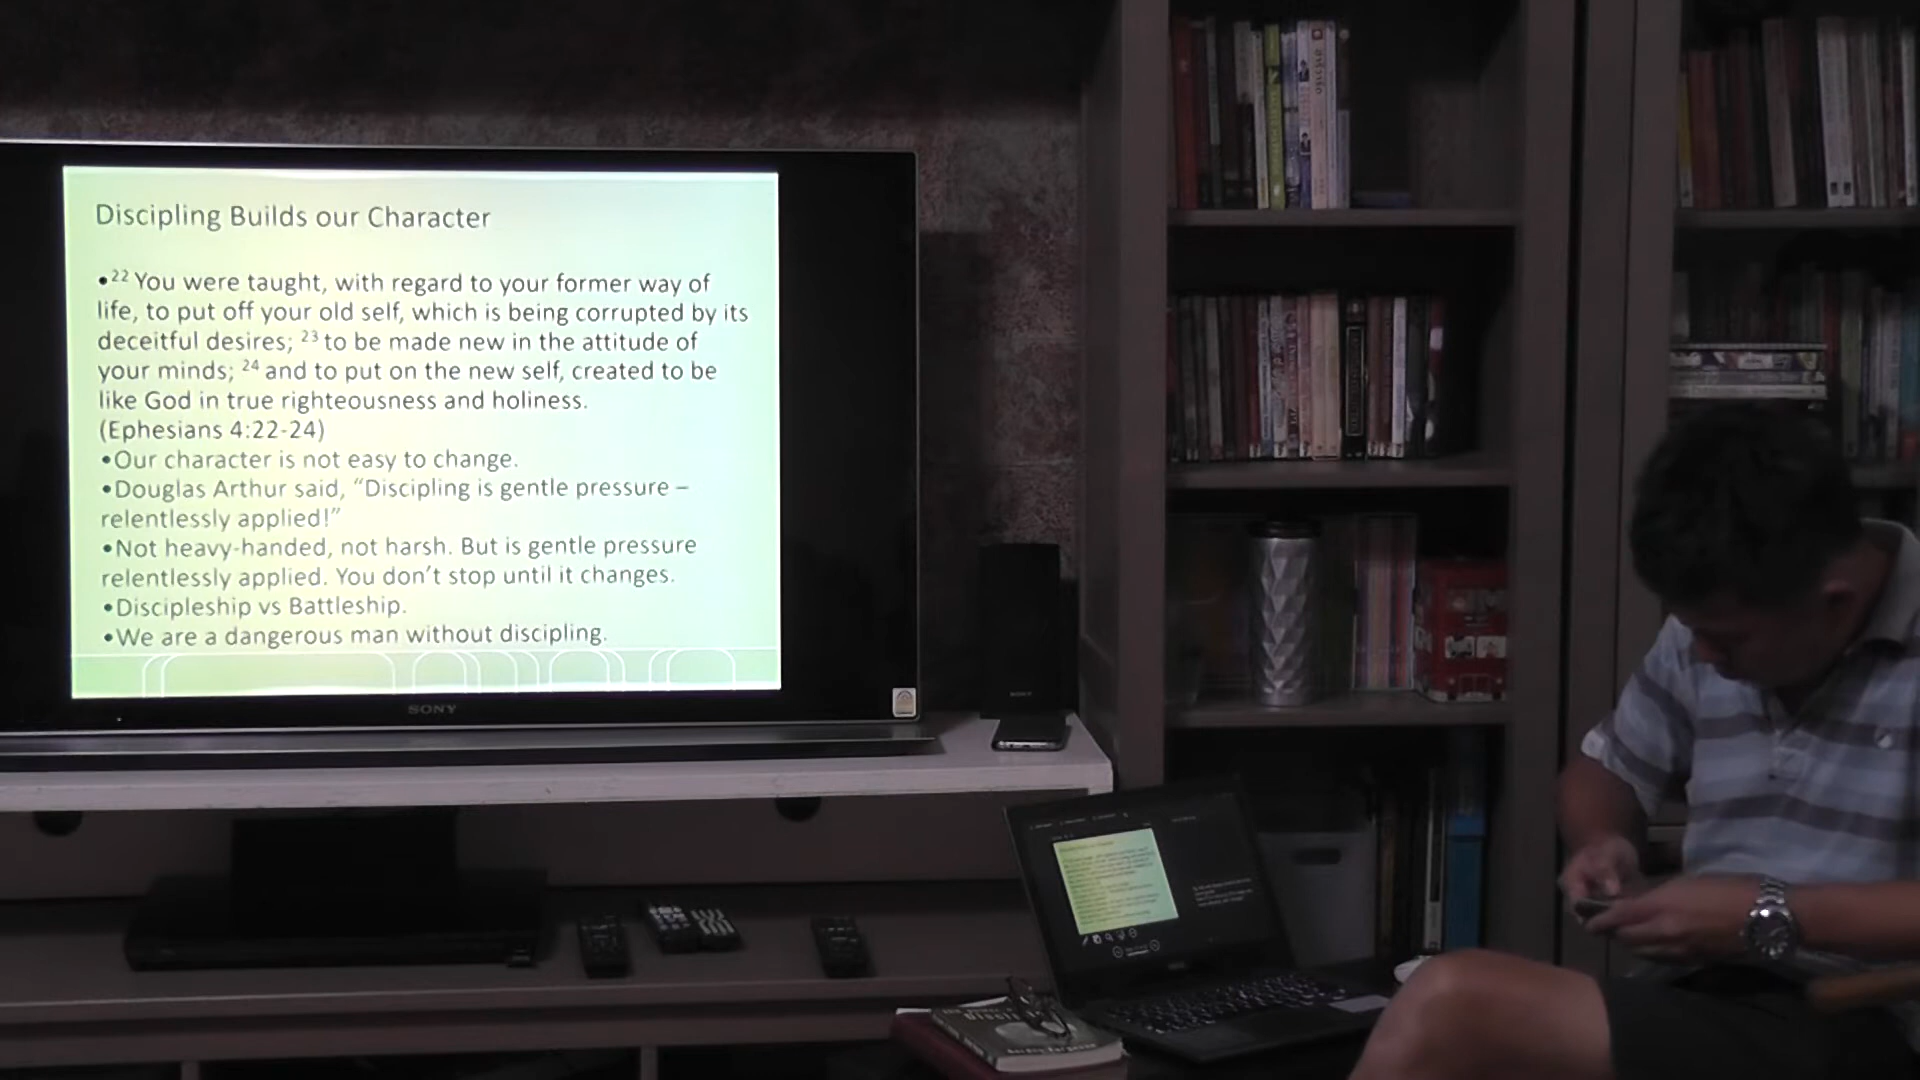 Discipling Builds our Character
•22 You were taught, with regard to your former way of
life, to put off your old self, which is being corrupted by its
deceitful desires; 23 to be made new in the attitude of
your minds; 24 and to put on the new self, created to be
like God in true righteousness and holiness.
(Ephesians 4:22-24)
•Our character is not easy to change.
•Douglas Arthur said, “Discipling is gentle pressure –
relentlessly applied!”
•Not heavy-handed, not harsh. But is gentle pressure
relentlessly applied. You don’t stop until it changes.
•Discipleship vs Battleship.
•We are a dangerous man without discipling.
SONY